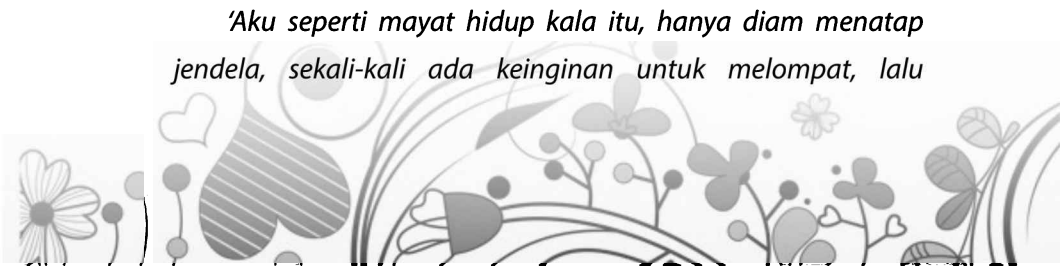 ‘Aku seperti mayat hidup kala itu, hanya diam menatap
jendela, sekali-kali ada keinginan untuk melompat, lalu